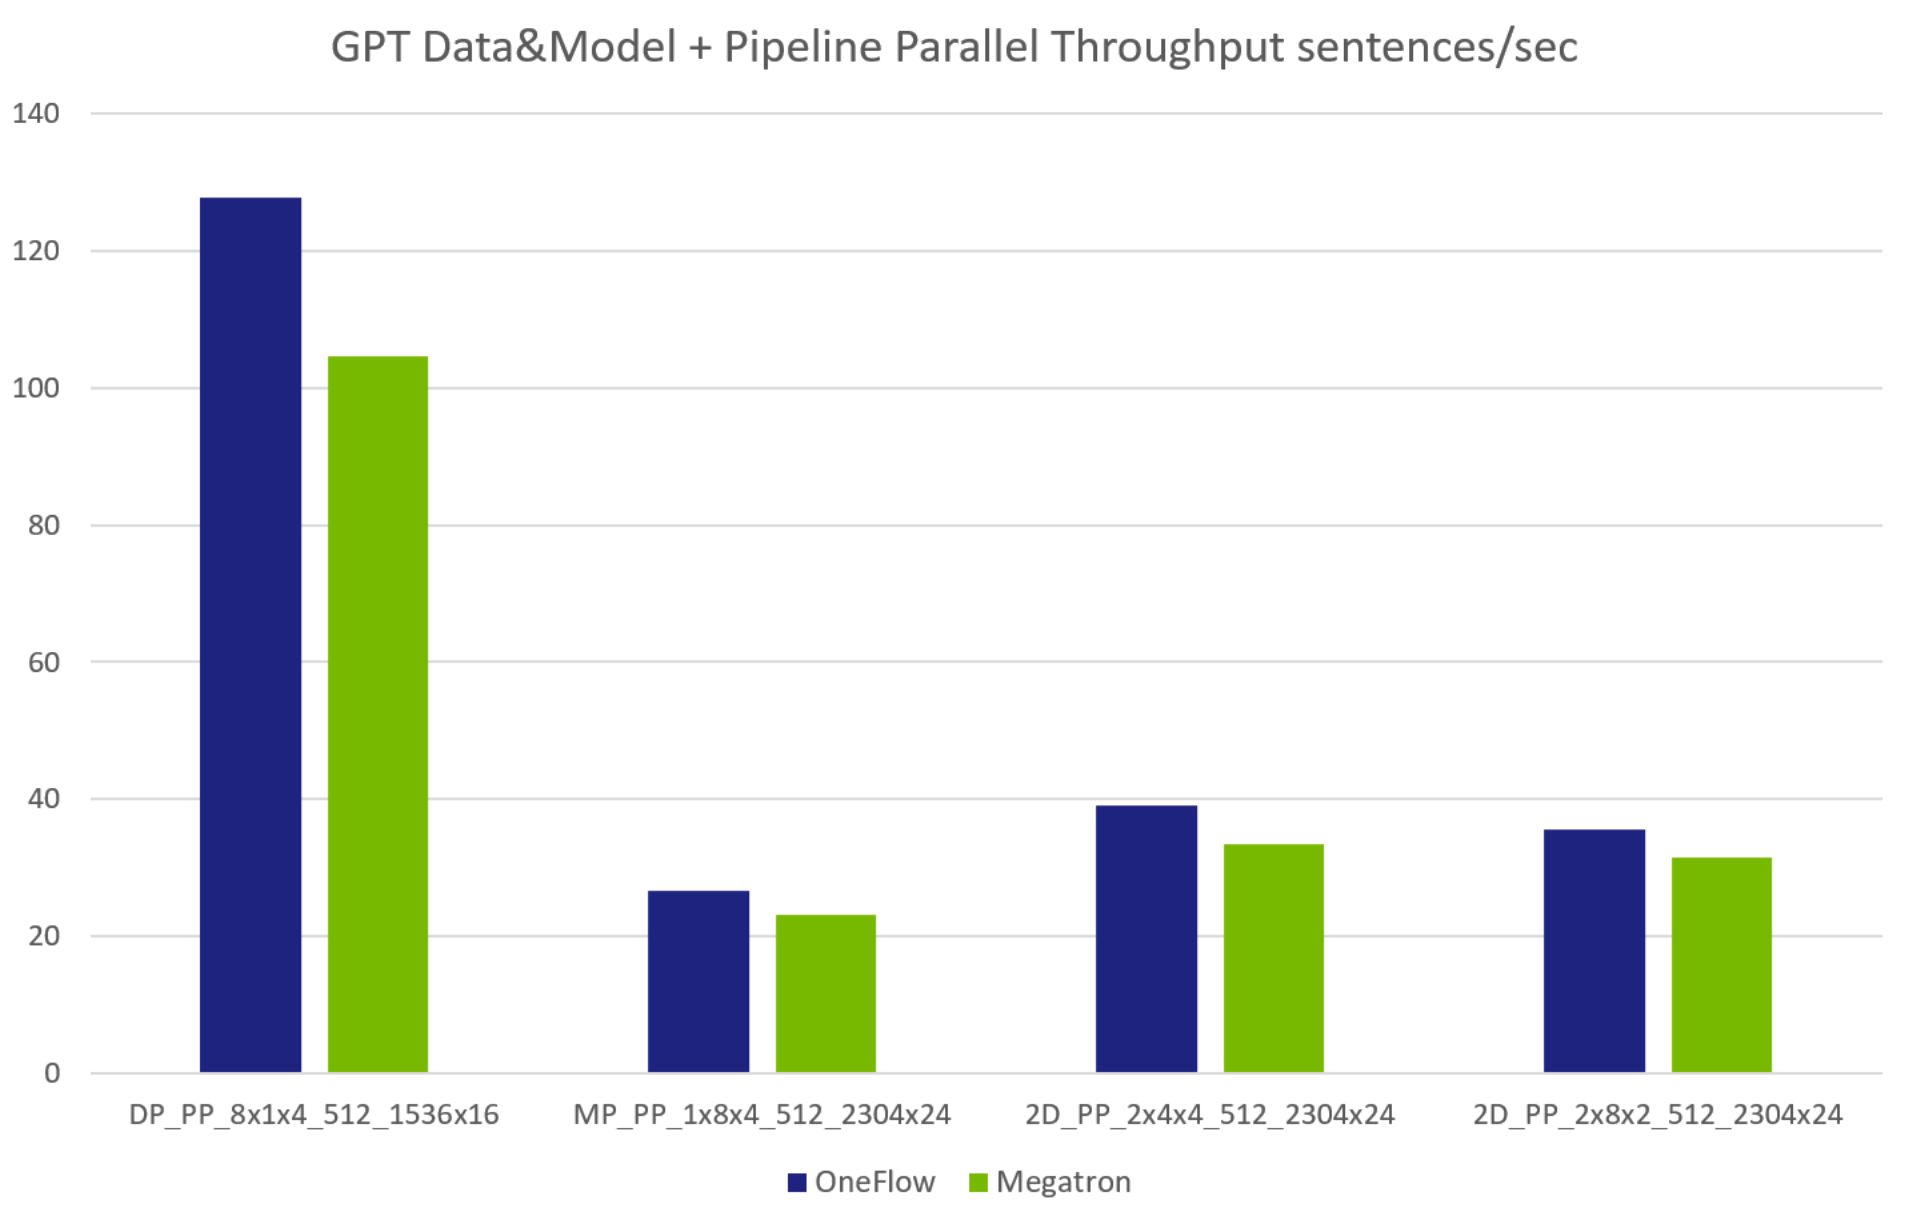 GPT Data&Model + Pipeline Parallel Throughput sentences/sec
140
120
100
80
60
40
20
0
DP_PP_8x1x4_512_1536x16 MP_PP_1x8x4_512_2304x24 2D_PP_2x4x4_512_2304x24 2D_PP_2x8x2_512_2304x24
OneFlow Megatron